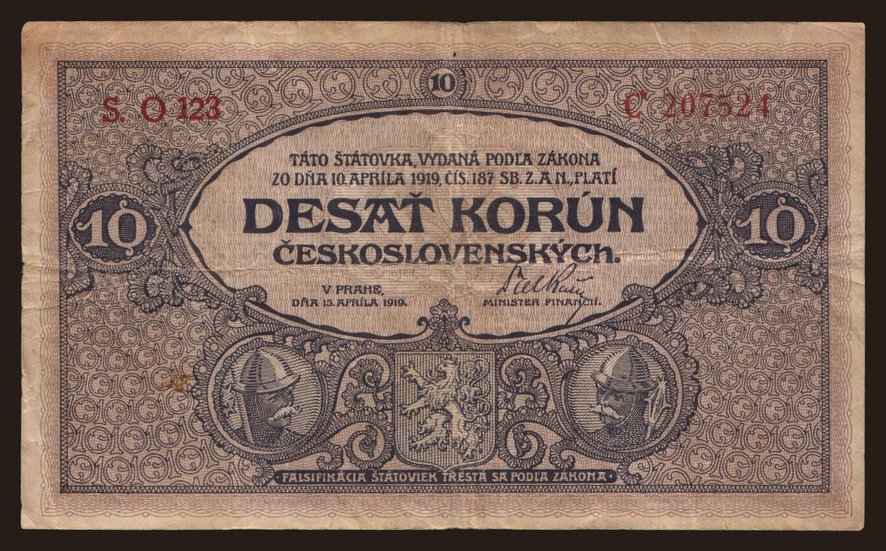 10
S. O 123
C 207524
TÁTO ŠTÁTOVKA, VYDANÁ PODĽA ZÁKONA
ZO DŇA 10. APRÍLA 1919, ČÍS. 187 SB. Z. A N., PLATÍ
10
DESAŤ KORÚN
10
ČESKOSLOVENSKÝCH.
V PRAHE,
DŇA 15. APRÍLA 1919.
MINISTER FINANCIÍ.
FALSIFIKÁCIA ŠTÁTOVIEK TRESTÁ SA PODĽA ZÁKONA